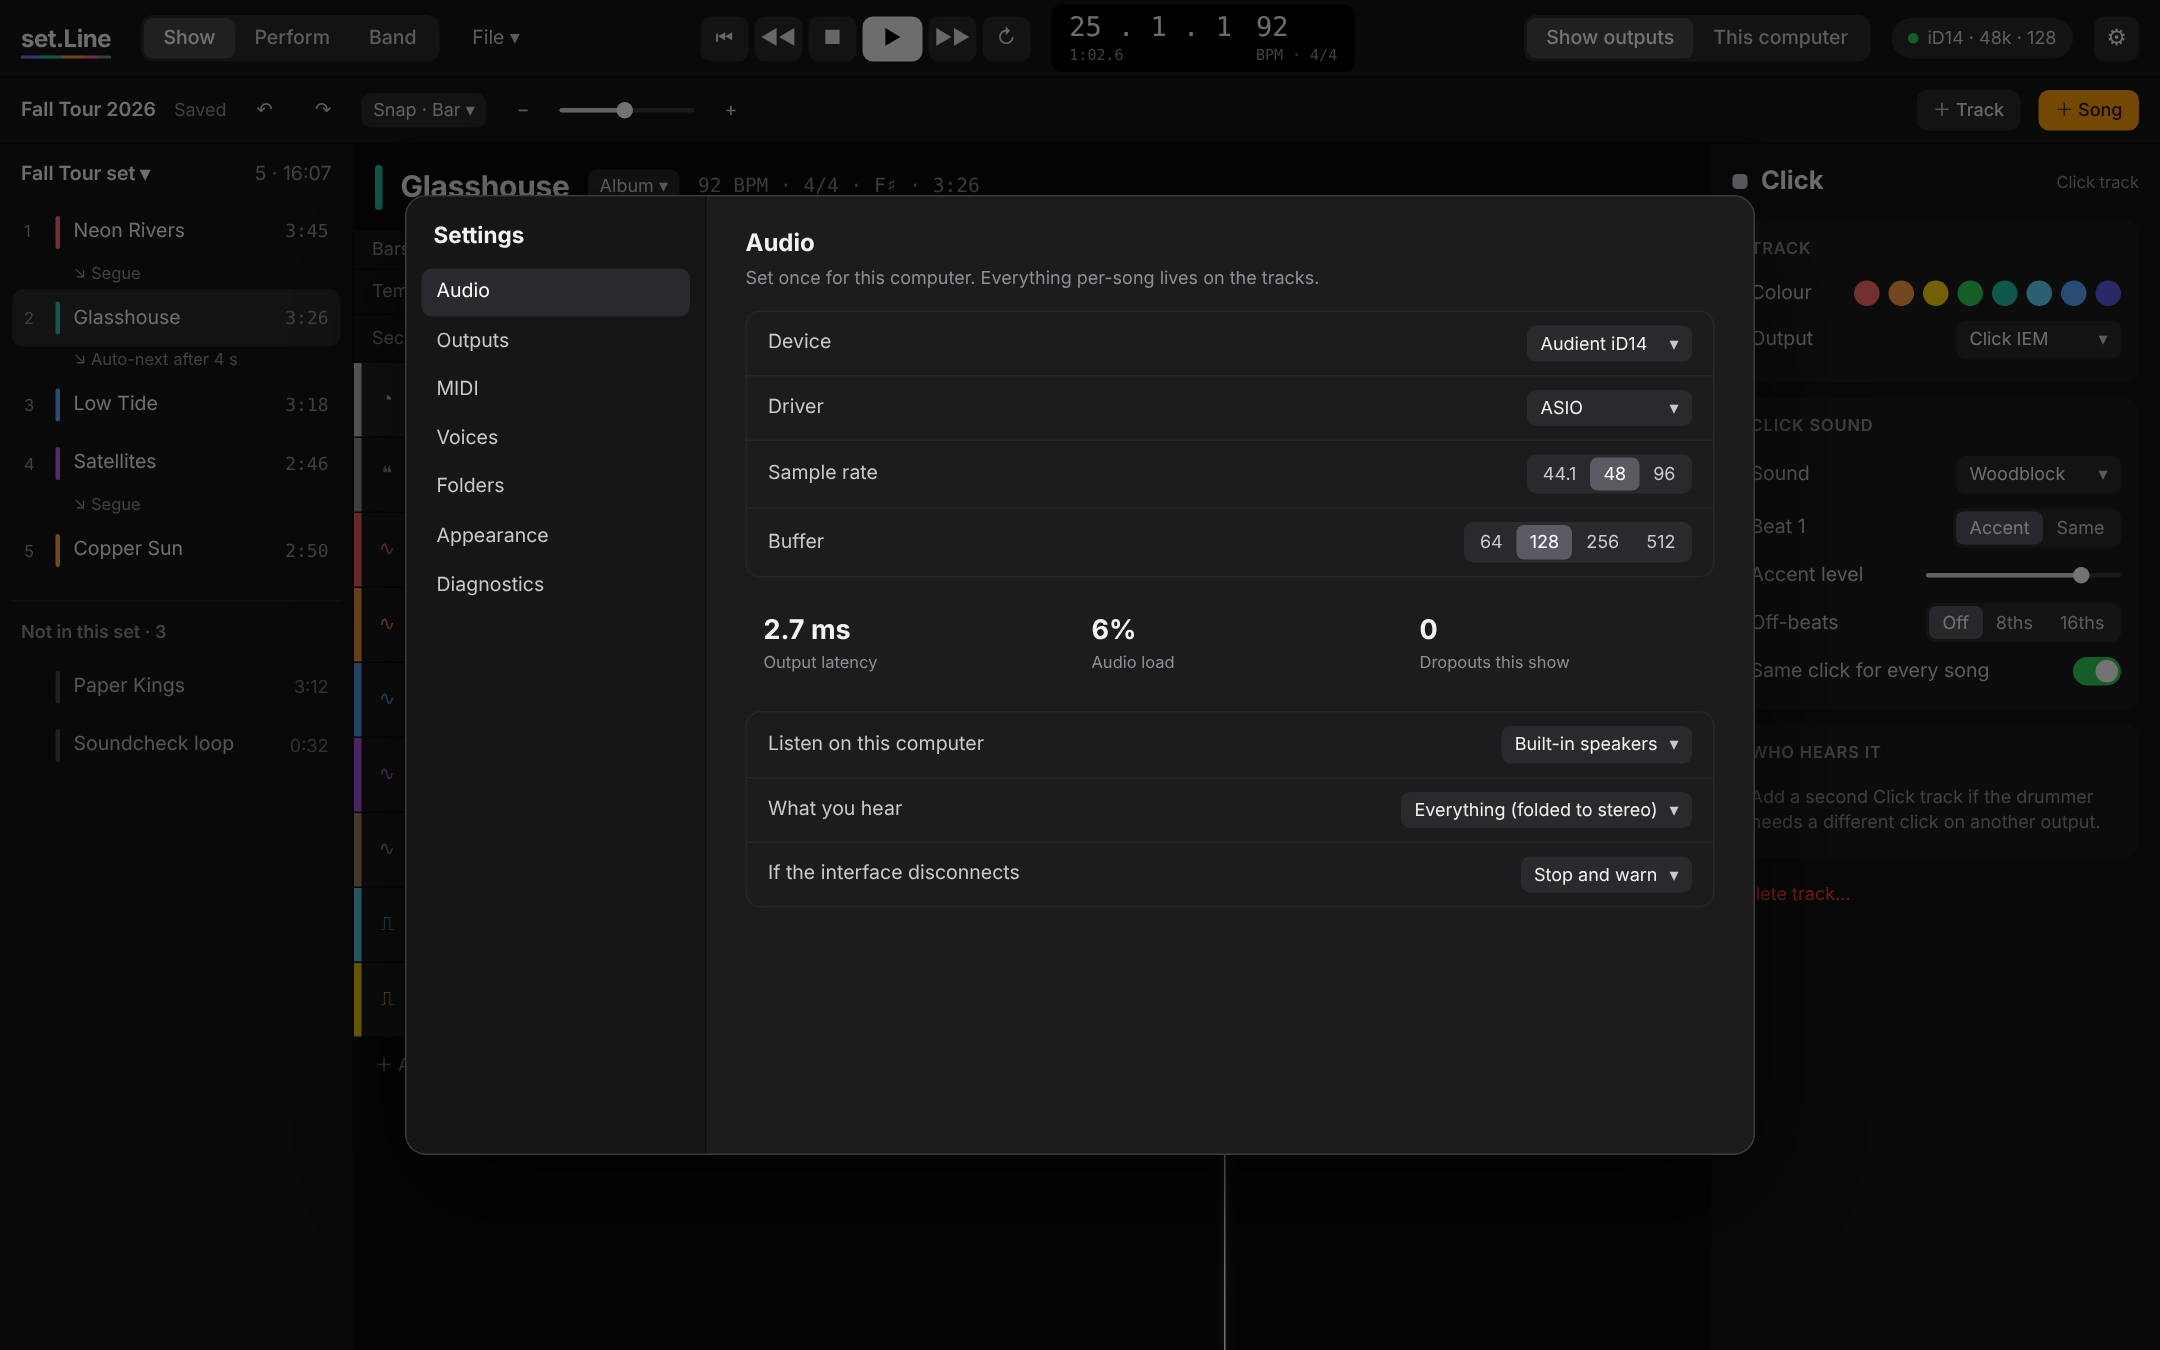 set.Line Show Perform Band File ▾ 25 . 1 . 1 92 Show outputs This computer iD14 · 48k · 128
1:02.6 BPM · 4/4
Fall Tour 2026 Saved Snap · Bar ▾ − + + Track + Song
Fall Tour set ▾ 5 · 16:07
1 Neon Rivers 3:45
↘ Segue
2 Glasshouse 3:26
↘ Auto-next after 4 s
3 Low Tide 3:18
4 Satellites 2:46
↘ Segue
5 Copper Sun 2:50
Not in this set · 3
Paper Kings 3:12
Soundcheck loop 0:32
Glasshouse Album ▾ 92 BPM · 4/4 · F♯ · 3:26
Bars
Tem
Sec
+ A
Settings
Audio
Outputs
MIDI
Voices
Folders
Appearance
Diagnostics
Audio
Set once for this computer. Everything per-song lives on the tracks.
Device Audient iD14 ▾
Driver ASIO ▾
Sample rate 44.1 48 96
Buffer 64 128 256 512
2.7 ms 6% 0
Output latency Audio load Dropouts this show
Listen on this computer Built-in speakers ▾
What you hear Everything (folded to stereo) ▾
If the interface disconnects Stop and warn ▾
Click Click track
TRACK
Colour
Output Click IEM ▾
CLICK SOUND
Sound Woodblock ▾
Beat 1 Accent Same
Accent level
Off-beats Off 8ths 16ths
Same click for every song
WHO HEARS IT
Add a second Click track if the drummer
needs a different click on another output.
lete track...